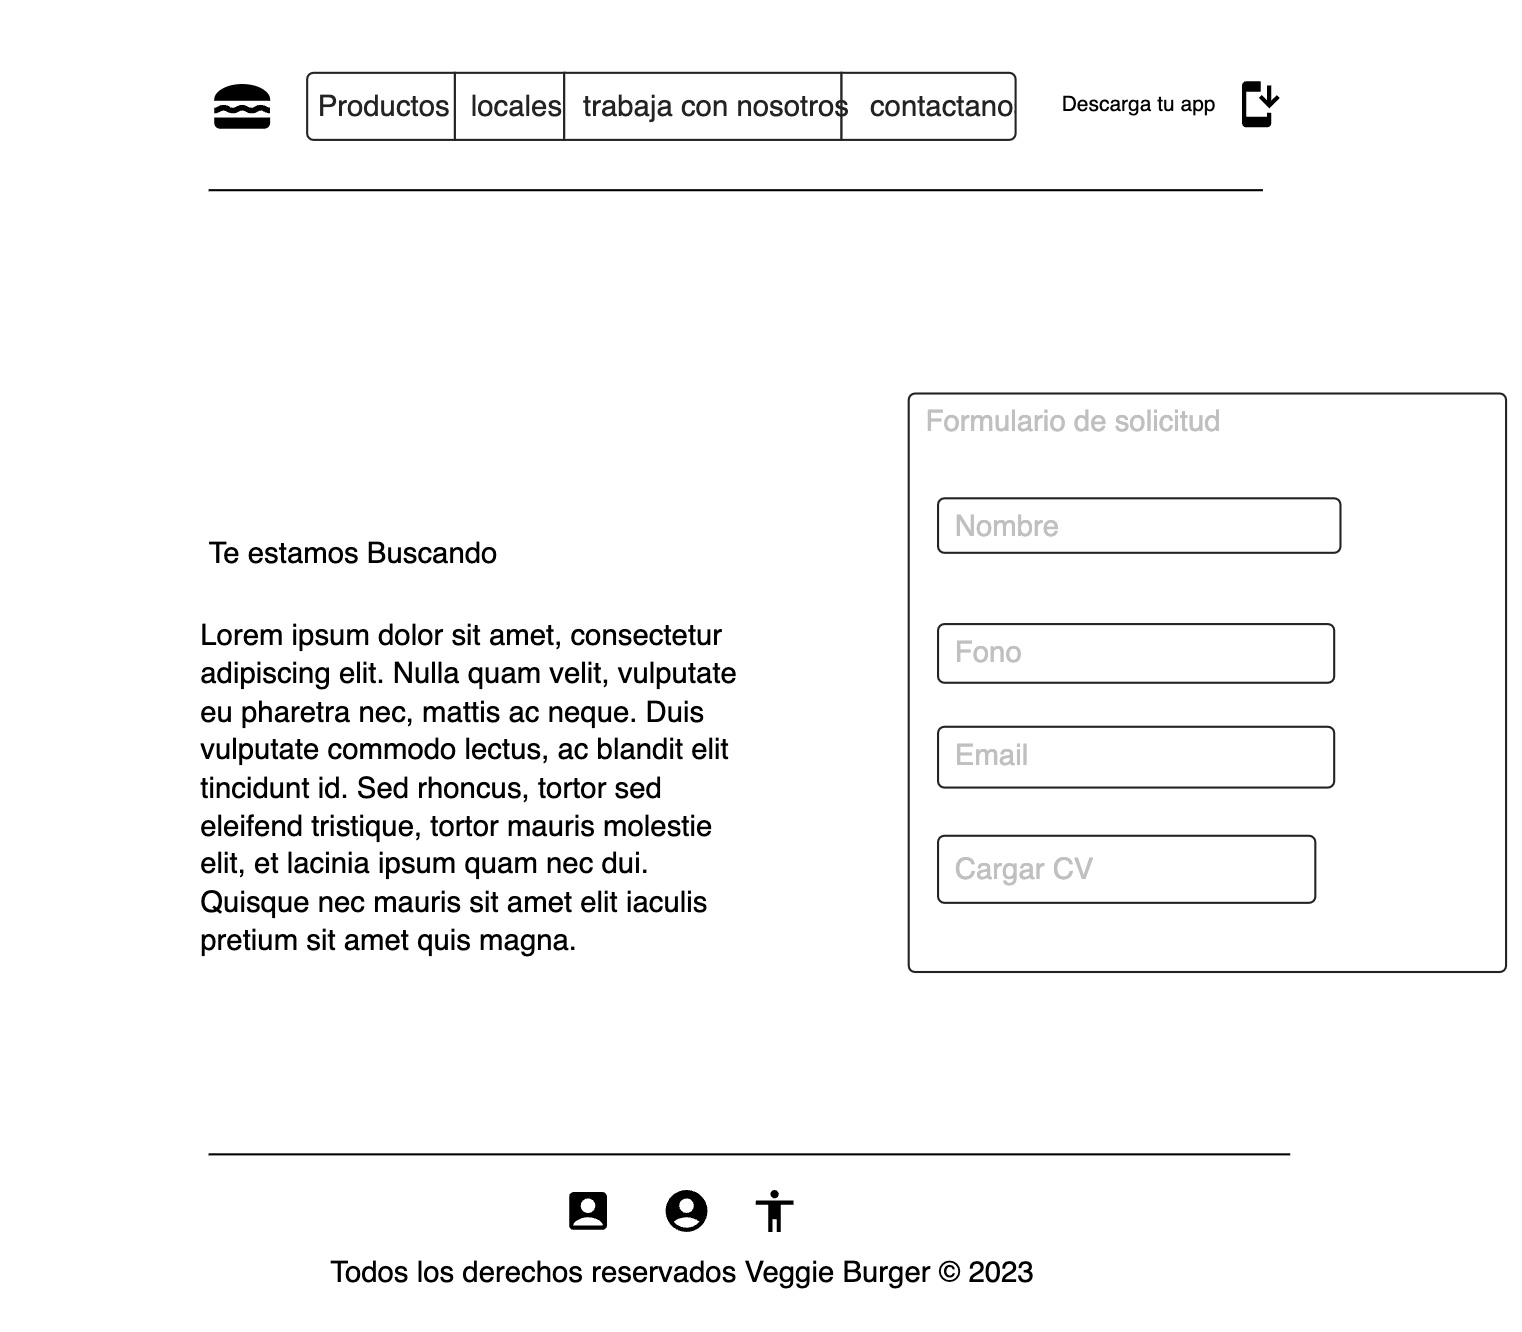 Productos locales trabaja con nosotros contactano Descarga tu app
Formulario de solicitud
Nombre
Fono
Email
Cargar CV
Te estamos Buscando
Lorem ipsum dolor sit amet, consectetur
adipiscing elit. Nulla quam velit, vulputate
eu pharetra nec, mattis ac neque. Duis
vulputate commodo lectus, ac blandit elit
tincidunt id. Sed rhoncus, tortor sed
eleifend tristique, tortor mauris molestie
elit, et lacinia ipsum quam nec dui.
Quisque nec mauris sit amet elit iaculis
pretium sit amet quis magna.
Todos los derechos reservados Veggie Burger © 2023